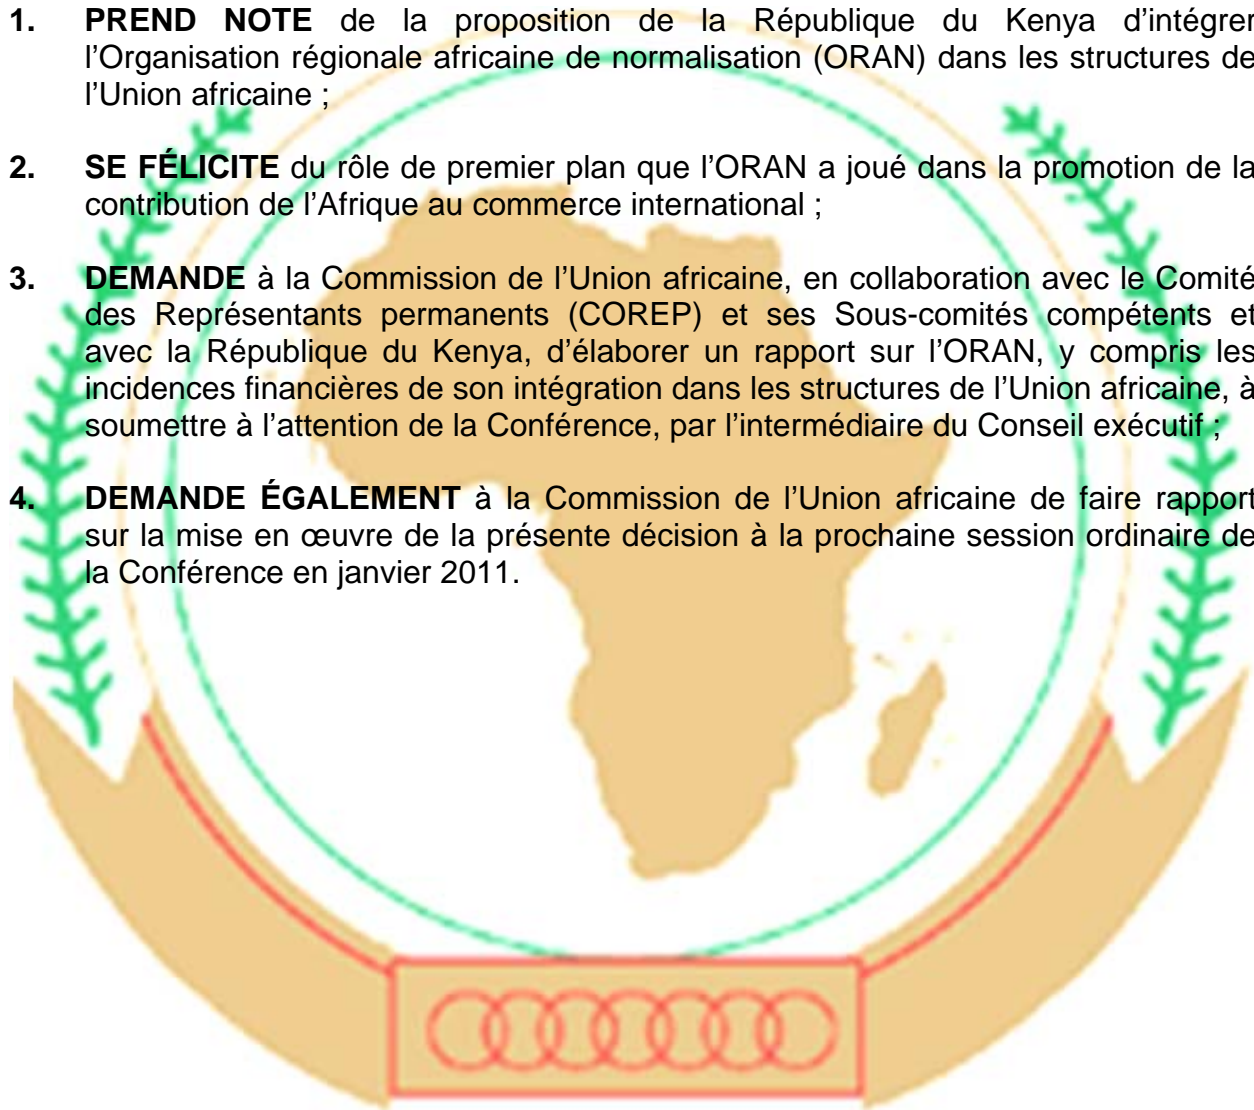 1. PREND NOTE de la proposition de la République du Kenya d’intégrer
l’Organisation régionale africaine de normalisation (ORAN) dans les structures de
l’Union africaine ;
2. SE FÉLICITE du rôle de premier plan que l’ORAN a joué dans la promotion de la
contribution de l’Afrique au commerce international ;
3. DEMANDE à la Commission de l’Union africaine, en collaboration avec le Comité
des Représentants permanents (COREP) et ses Sous-comités compétents et
avec la République du Kenya, d’élaborer un rapport sur l’ORAN, y compris les
incidences financières de son intégration dans les structures de l’Union africaine, à
soumettre à l’attention de la Conférence, par l’intermédiaire du Conseil exécutif ;
4. DEMANDE ÉGALEMENT à la Commission de l’Union africaine de faire rapport
sur la mise en œuvre de la présente décision à la prochaine session ordinaire de
la Conférence en janvier 2011.